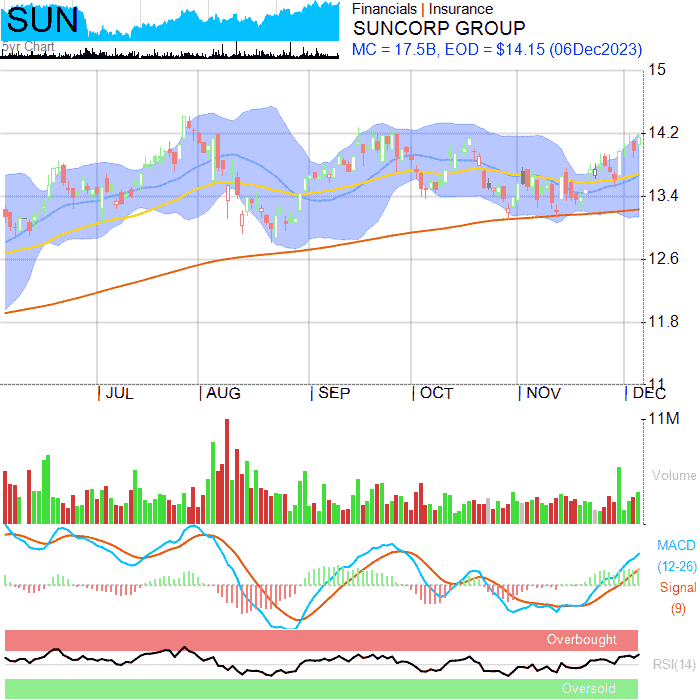 SUN
5yr Chart
Financials | Insurance
SUNCORP GROUP
MC = 17.5B, EOD = $14.15 (06Dec2023)
15
14.2
13.4
12.6
11.8
11
JUL
AUG
SEP
OCT
NOV
DEC
11M
Volume
MACD
(12-26)
Signal
(9)
Overbought
RSI(14)
Oversold